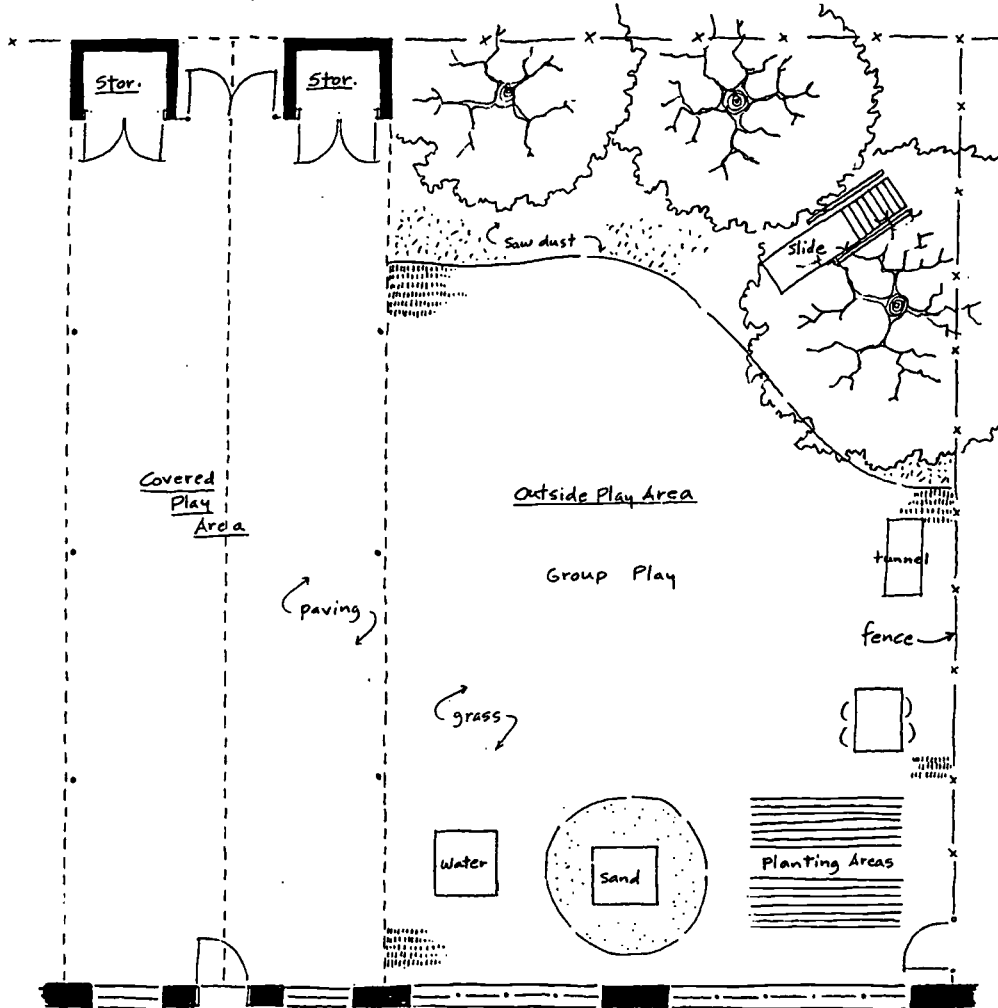 Stor.
Stor.
Saw dust
Slide
Covered
Play
Area
Outside Play Area
Group Play
tunnel
paving
fence
grass
water
Sand
Planting Areas